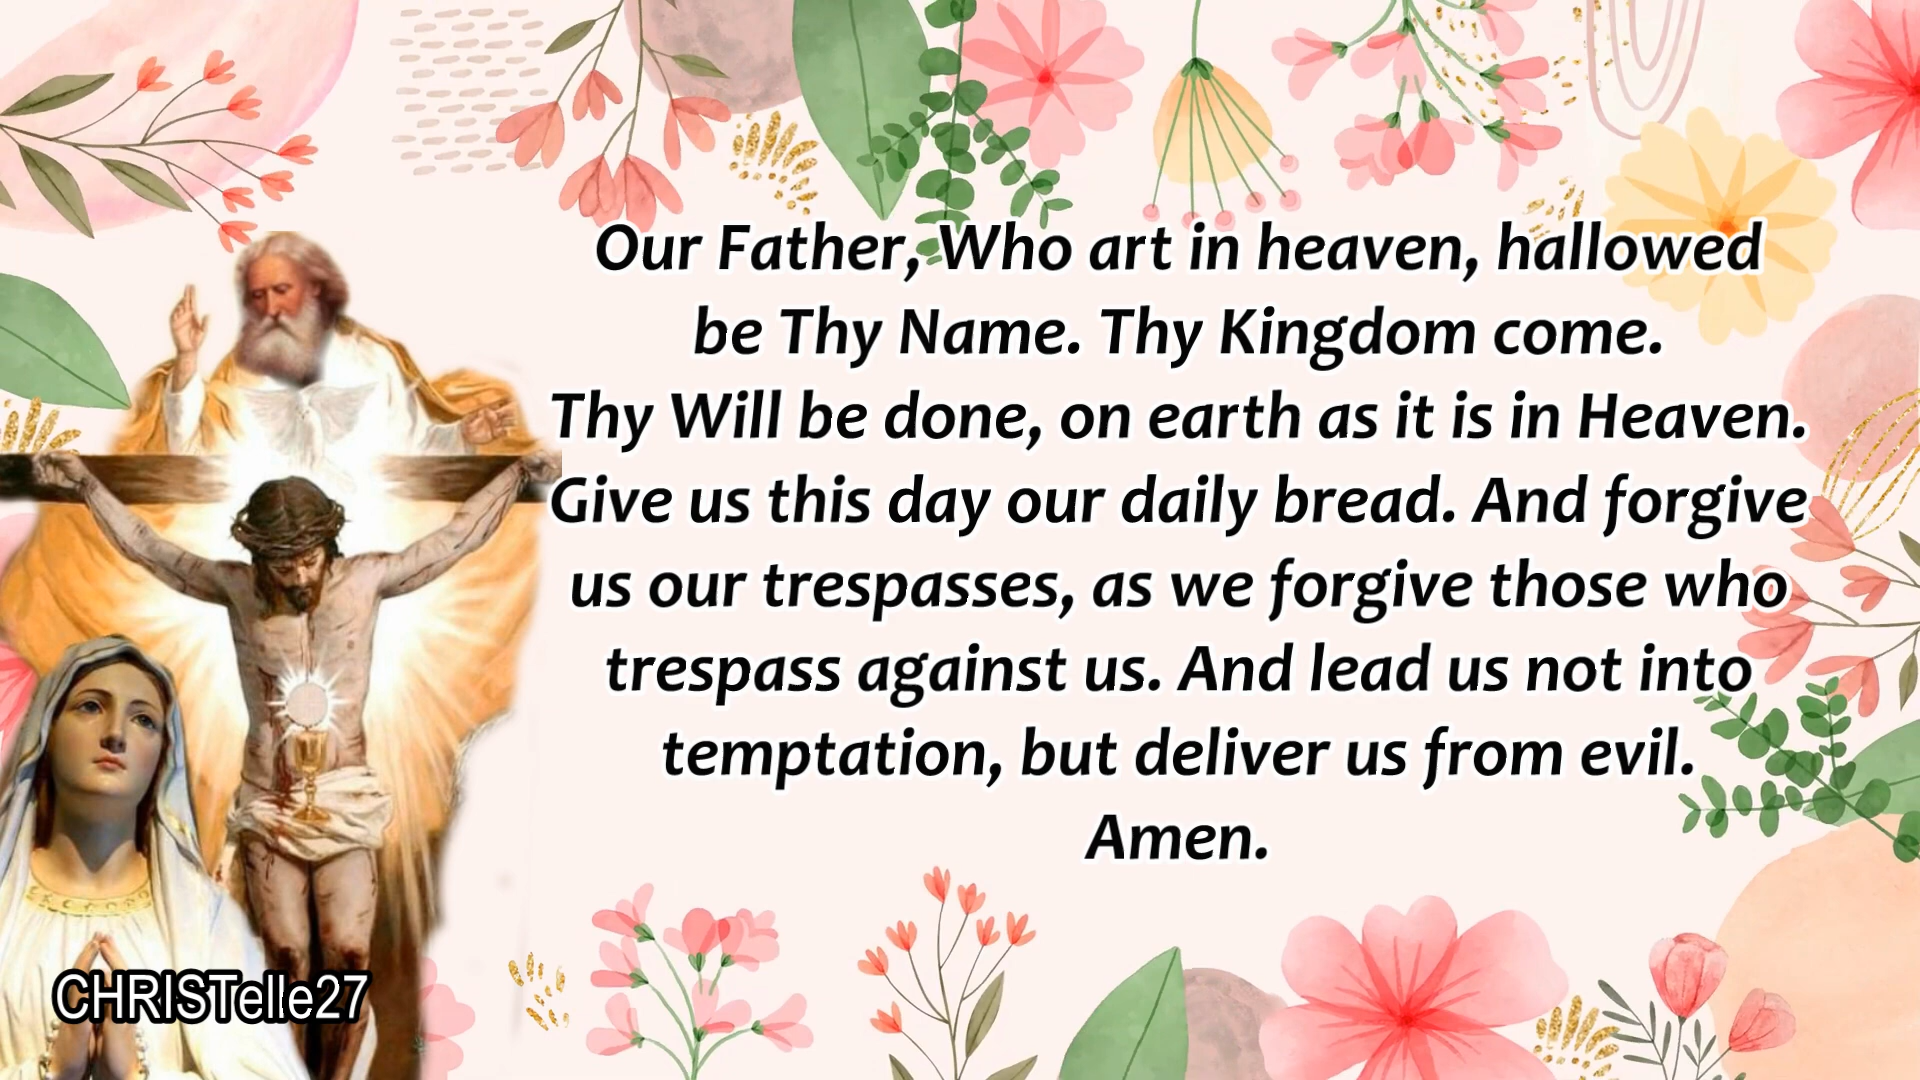 Our Father, Who art in heaven, hallowed
be Thy Name. Thy Kingdom come.
Thy Will be done, on earth as it is in Heaven.
Give us this day our daily bread. And forgive
us our trespasses, as we forgive those who
trespass against us. And lead us not into
temptation, but deliver us from evil.
Amen.
CHRISTelle27